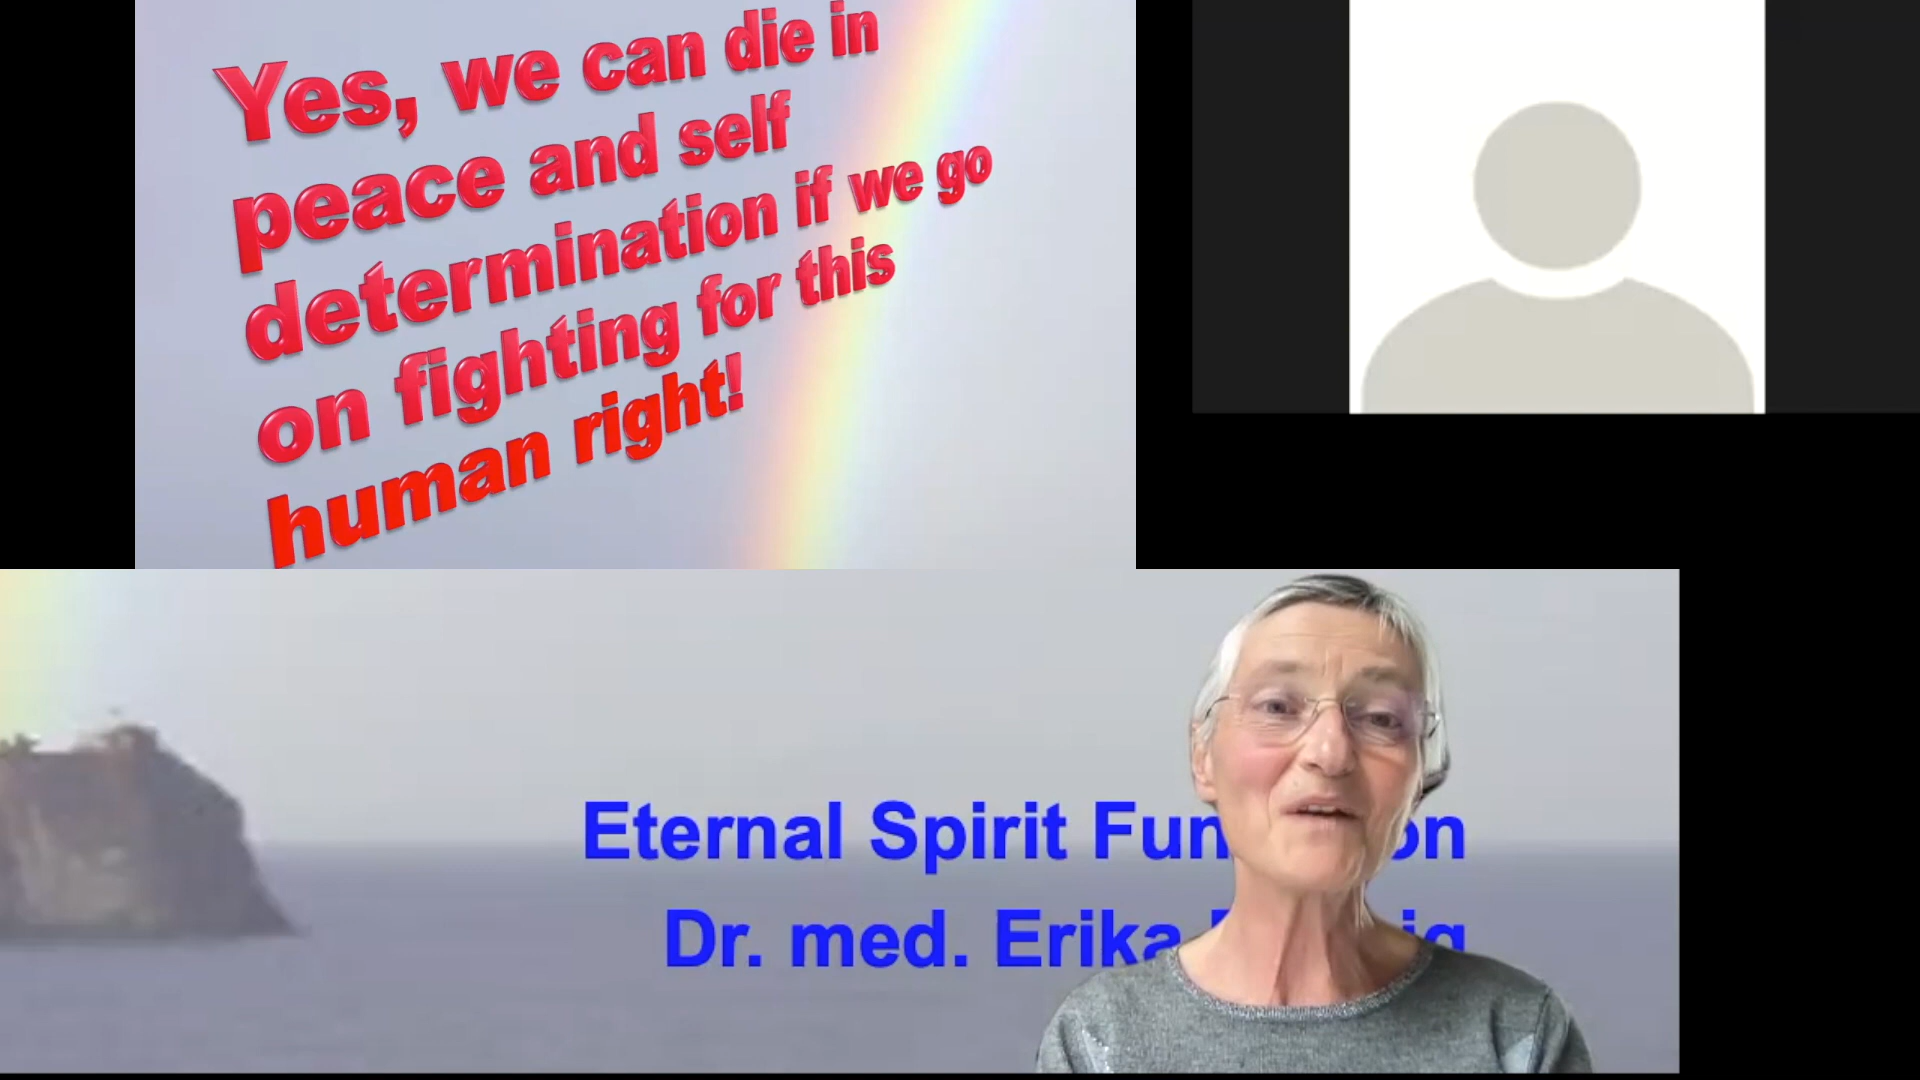 Yes, we can die in
peace and self
determination if we go
on fighting for this
human right!
Eternal Spirit
Dr. med. Erika